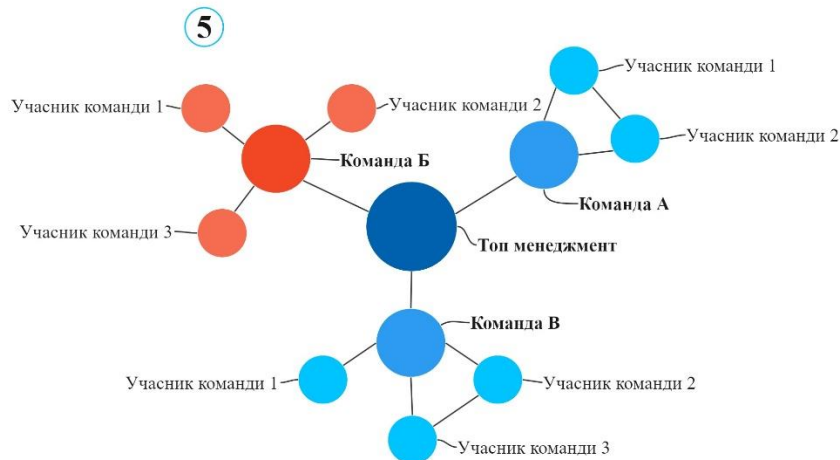 5
Учасник команди 1
Учасник команди 1
Учасник команди 2
Учасник команди 2
Команда Б
Команда А
Учасник команди 3
Топ менеджмент
Команда В
Учасник команди 1
Учасник команди 2
Учасник команди 3